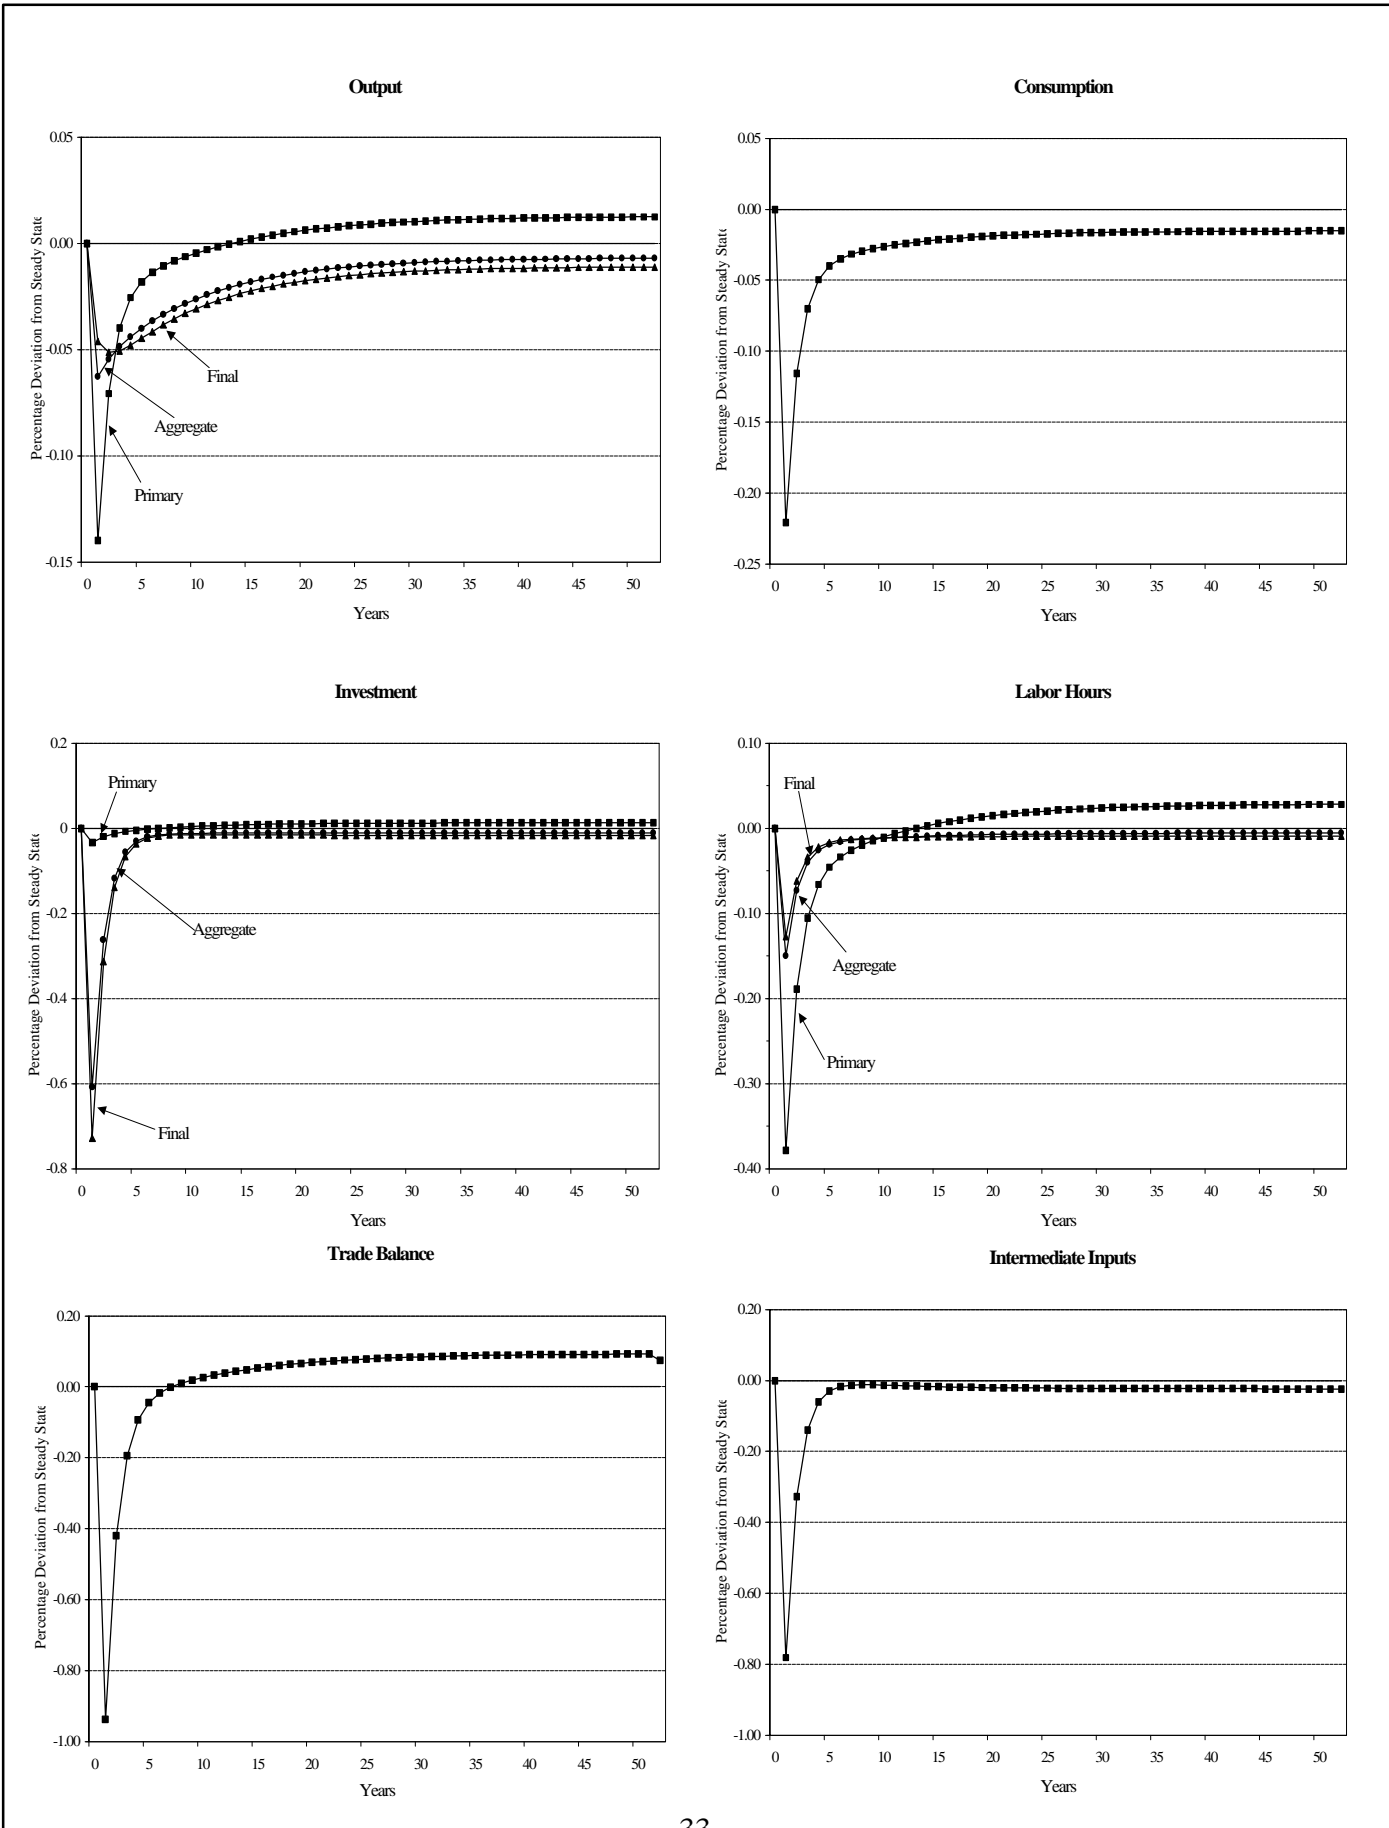 Output
Percentage Deviation from Steady State
0.05
0.00
-0.05
-0.10
-0.15
Final
Aggregate
Primary
0 5 10 15 20 25 30 35 40 45 50
Years
Consumption
Percentage Deviation from Steady State
0.05
0.00
-0.05
-0.10
-0.15
-0.20
-0.25
0 5 10 15 20 25 30 35 40 45 50
Years
Investment
Percentage Deviation from Steady State
0.2
0
-0.2
-0.4
-0.6
-0.8
Primary
Aggregate
Final
0 5 10 15 20 25 30 35 40 45 50
Years
Labor Hours
Percentage Deviation from Steady State
0.10
0.00
-0.10
-0.20
-0.30
-0.40
Final
Aggregate
Primary
0 5 10 15 20 25 30 35 40 45 50
Years
Trade Balance
Percentage Deviation from Steady State
0.20
0.00
-0.20
-0.40
-0.60
-0.80
-1.00
0 5 10 15 20 25 30 35 40 45 50
Years
Intermediate Inputs
Percentage Deviation from Steady State
0.20
0.00
-0.20
-0.40
-0.60
-0.80
-1.00
0 5 10 15 20 25 30 35 40 45 50
Years